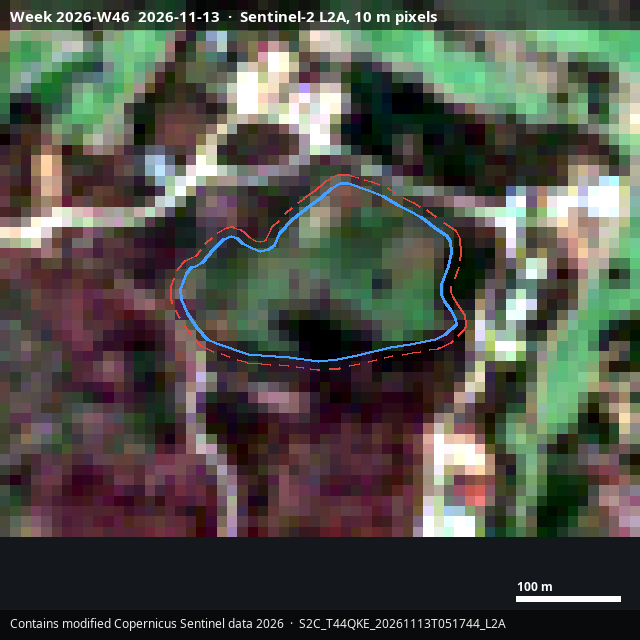 Week 2026-W46  2026-11-13  ·  Sentinel-2 L2A, 10 m pixels
100 m
Contains modified Copernicus Sentinel data 2026  ·  S2C_T44QKE_20261113T051744_L2A